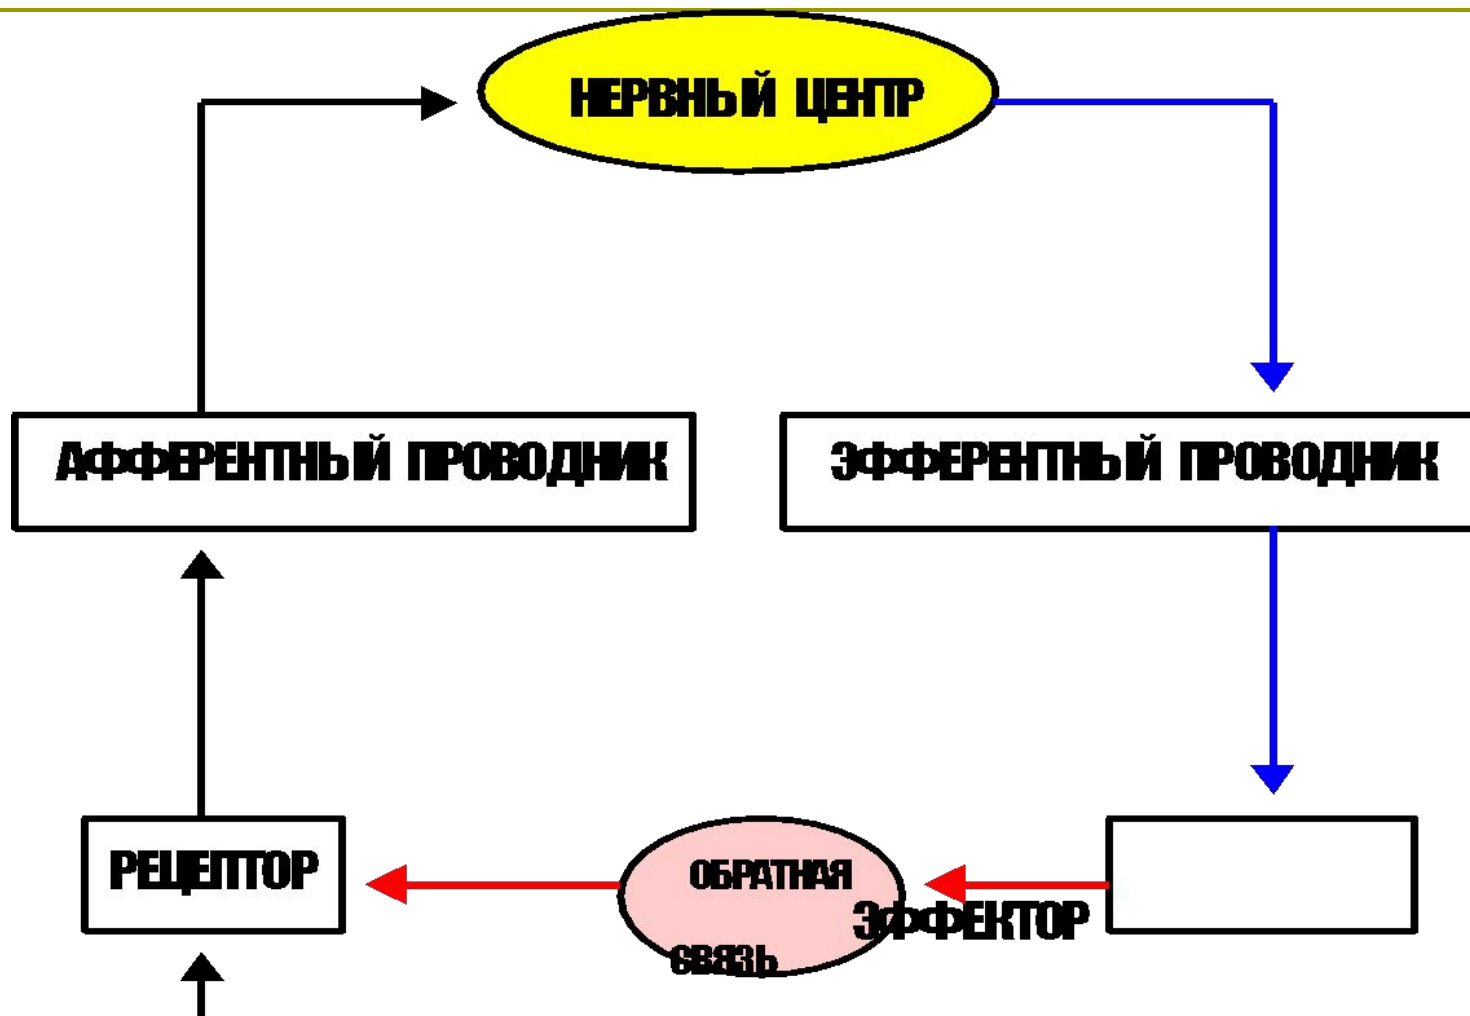 НЕРВНЫЙ ЦЕНТР
АФФЕРЕНТНЫЙ ПРОВОДНИК
ЭФФЕРЕНТНЫЙ ПРОВОДНИК
РЕЦЕПТОР
ОБРАТНАЯ
СВЯЗЬ
ЭФФЕКТОР